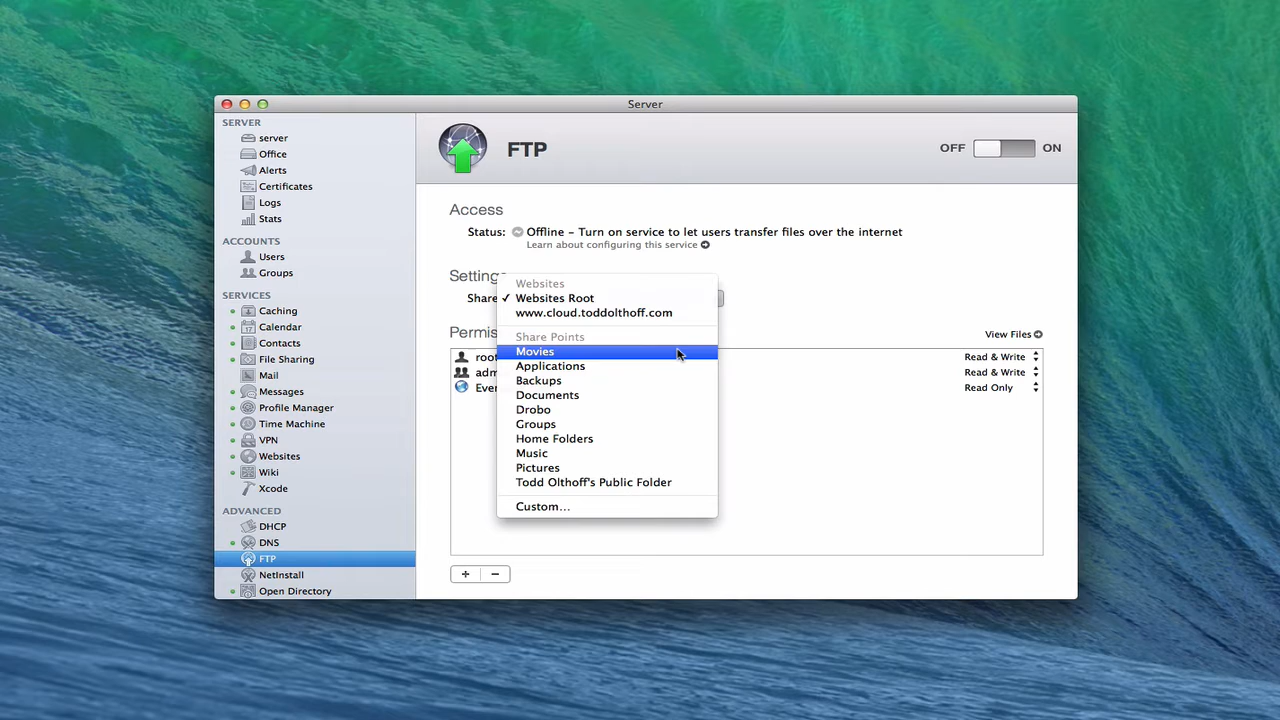 Server
SERVER
server
Office
Alerts
Certificates
Logs
Stats
ACCOUNTS
Users
Groups
SERVICES
Caching
Calendar
Contacts
File Sharing
Mail
Messages
Profile Manager
Time Machine
VPN
Websites
Wiki
Xcode
ADVANCED
DHCP
DNS
FTP
NetInstall
Open Directory
FTP
OFF ON
Access
Status: Offline – Turn on service to let users transfer files over the internet
Learn about configuring this service
Settings
Share
Websites
Websites Root
www.cloud.toddolthoff.com
Share Points
Movies
Applications
Backups
Documents
Drobo
Groups
Home Folders
Music
Pictures
Todd Olthoff's Public Folder
Custom...
Permis
View Files
root Read & Write
adm Read & Write
Ever Read Only